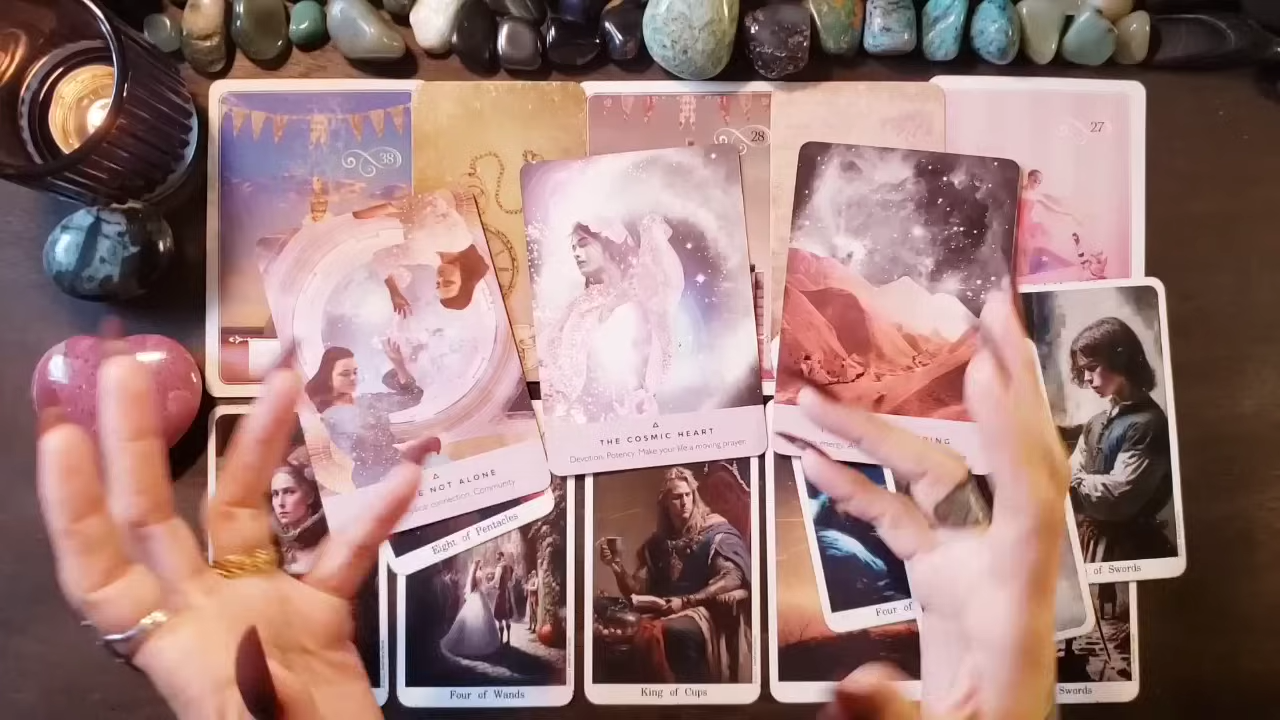 38
28
27
THE COSMIC HEART
Devotion. Potency. Make your life a moving prayer.
E NOT ALONE
connection. Community
energy.
Eight of Pentacles
Four of
of Swords
Four of Wands
King of Cups
Swords